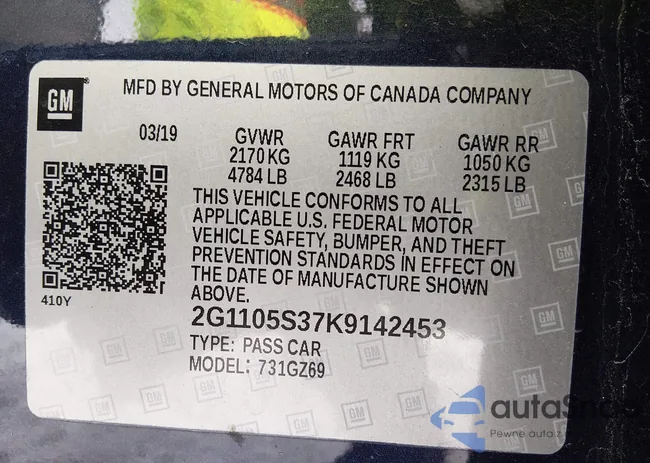 GM
MFD BY GENERAL MOTORS OF CANADA COMPANY
03/19 GVWR GAWR FRT GAWR RR
2170 KG 1119 KG 1050 KG
4784 LB 2468 LB 2315 LB
THIS VEHICLE CONFORMS TO ALL
APPLICABLE U.S. FEDERAL MOTOR
VEHICLE SAFETY, BUMPER, AND THEFT
PREVENTION STANDARDS IN EFFECT ON
THE DATE OF MANUFACTURE SHOWN
ABOVE.
410Y
2G1105S37K9142453
TYPE: PASS CAR
MODEL: 731GZ69
Pewne auta z